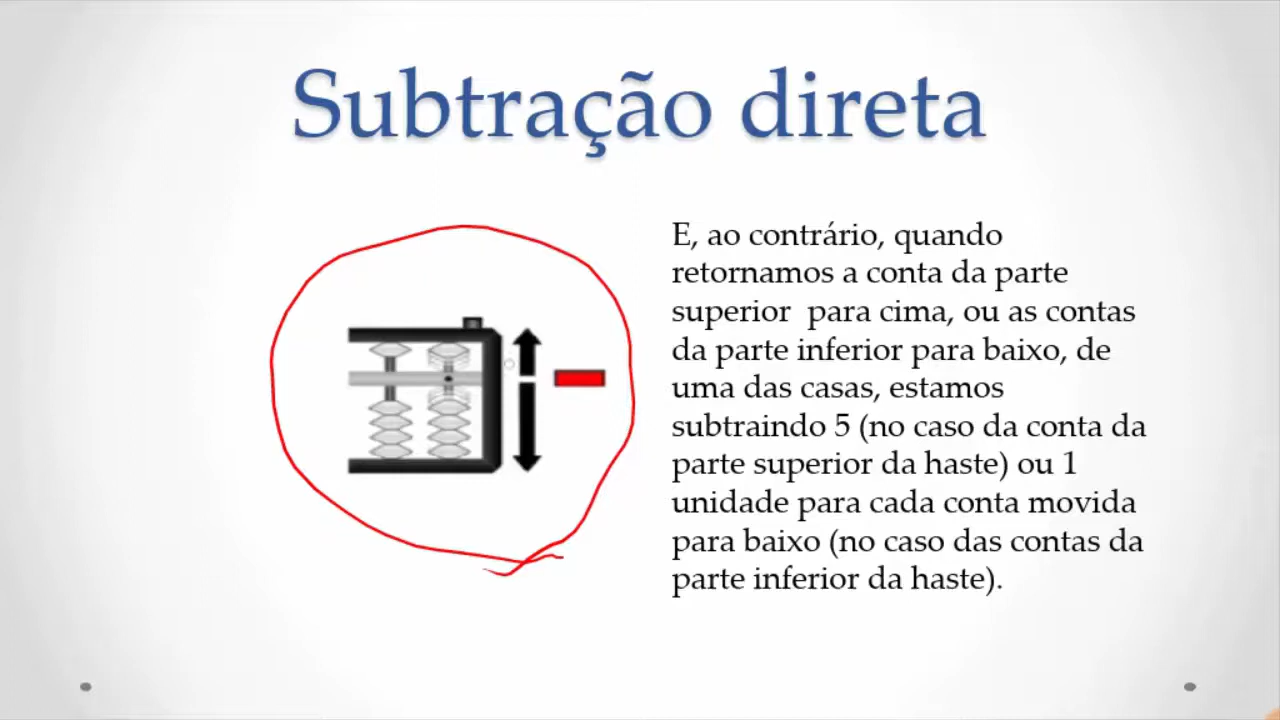 Subtração direta
E, ao contrário, quando
retornamos a conta da parte
superior  para cima, ou as contas
da parte inferior para baixo, de
uma das casas, estamos
subtraindo 5 (no caso da conta da
parte superior da haste) ou 1
unidade para cada conta movida
para baixo (no caso das contas da
parte inferior da haste).